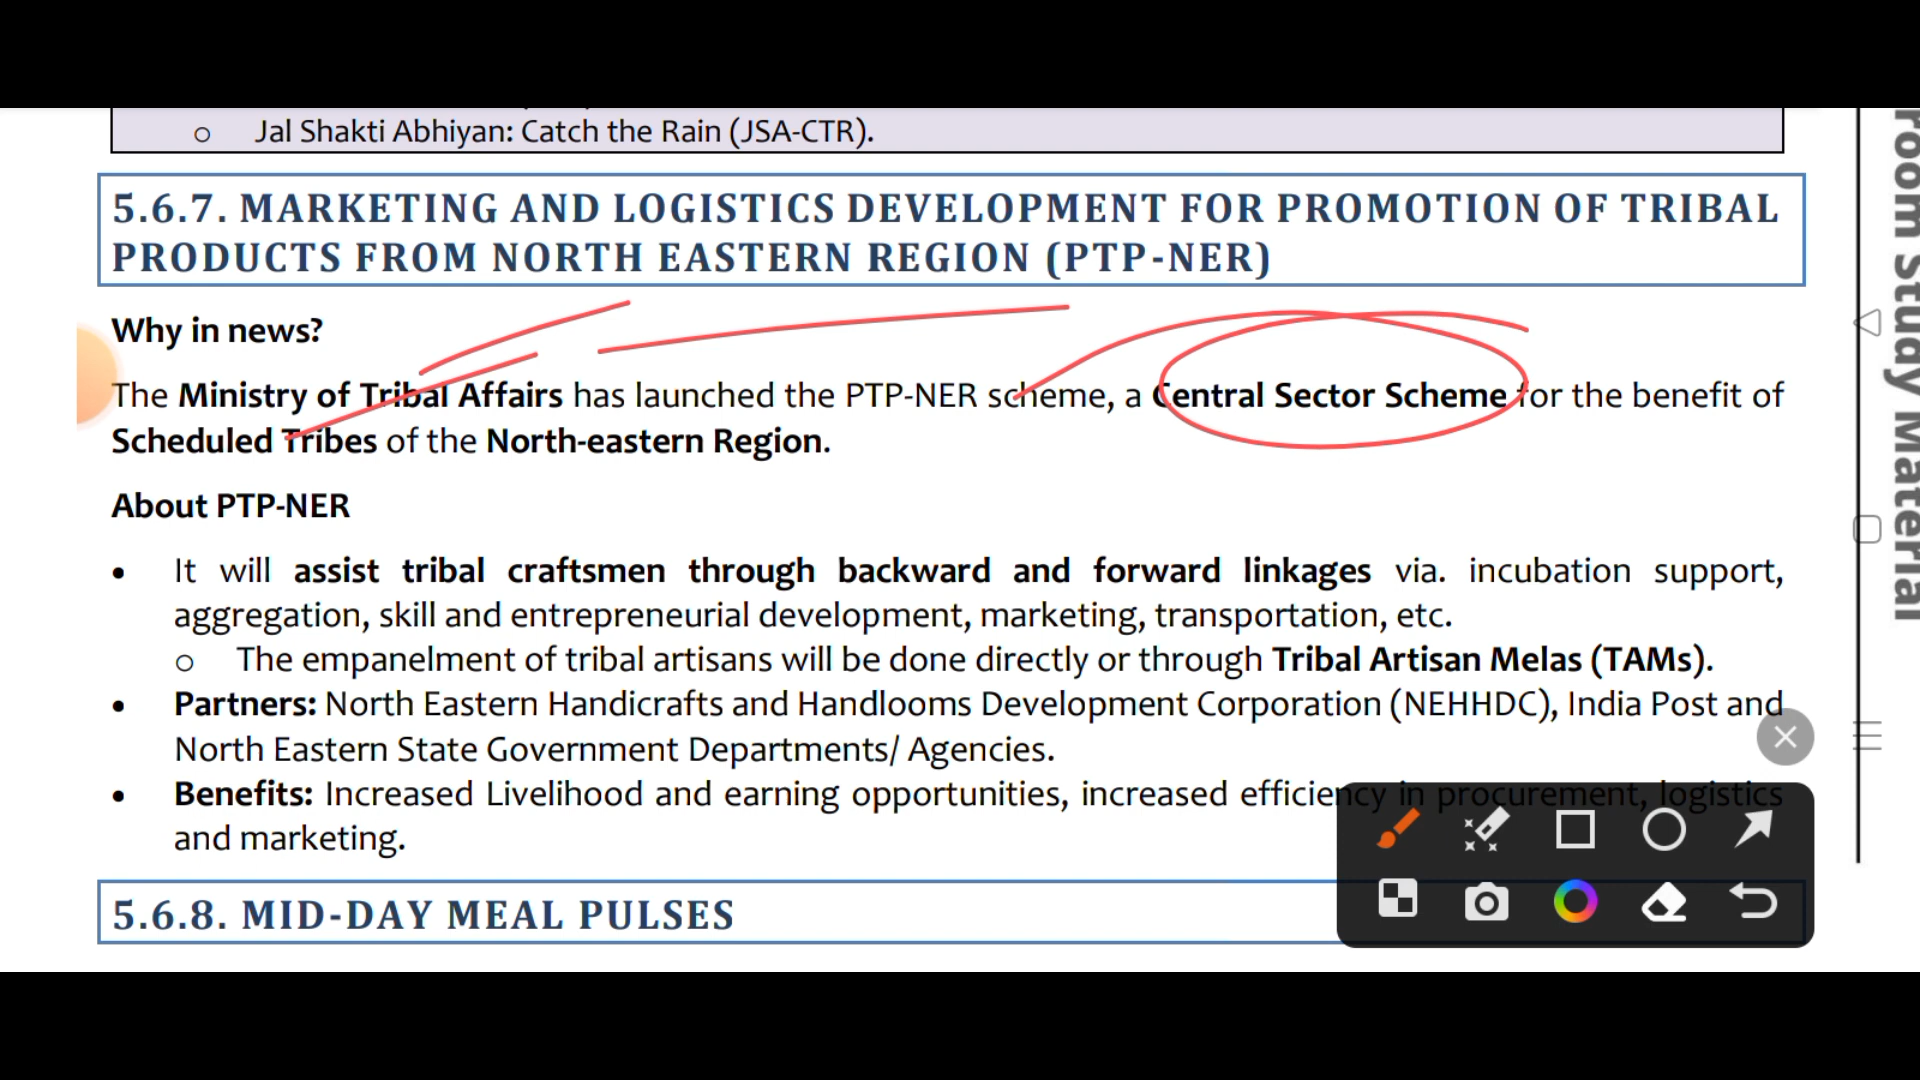 o Jal Shakti Abhiyan: Catch the Rain (JSA-CTR).
5.6.7. MARKETING AND LOGISTICS DEVELOPMENT FOR PROMOTION OF TRIBAL
PRODUCTS FROM NORTH EASTERN REGION (PTP-NER)
Why in news?
The Ministry of Tribal Affairs has launched the PTP-NER scheme, a Central Sector Scheme for the benefit of
Scheduled Tribes of the North-eastern Region.
About PTP-NER
• It will assist tribal craftsmen through backward and forward linkages via. incubation support,
aggregation, skill and entrepreneurial development, marketing, transportation, etc.
o The empanelment of tribal artisans will be done directly or through Tribal Artisan Melas (TAMs).
• Partners: North Eastern Handicrafts and Handlooms Development Corporation (NEHHDC), India Post and
North Eastern State Government Departments/ Agencies.
• Benefits: Increased Livelihood and earning opportunities, increased efficiency in procurement, logistics
and marketing.
5.6.8. MID-DAY MEAL PULSES
room Study Material